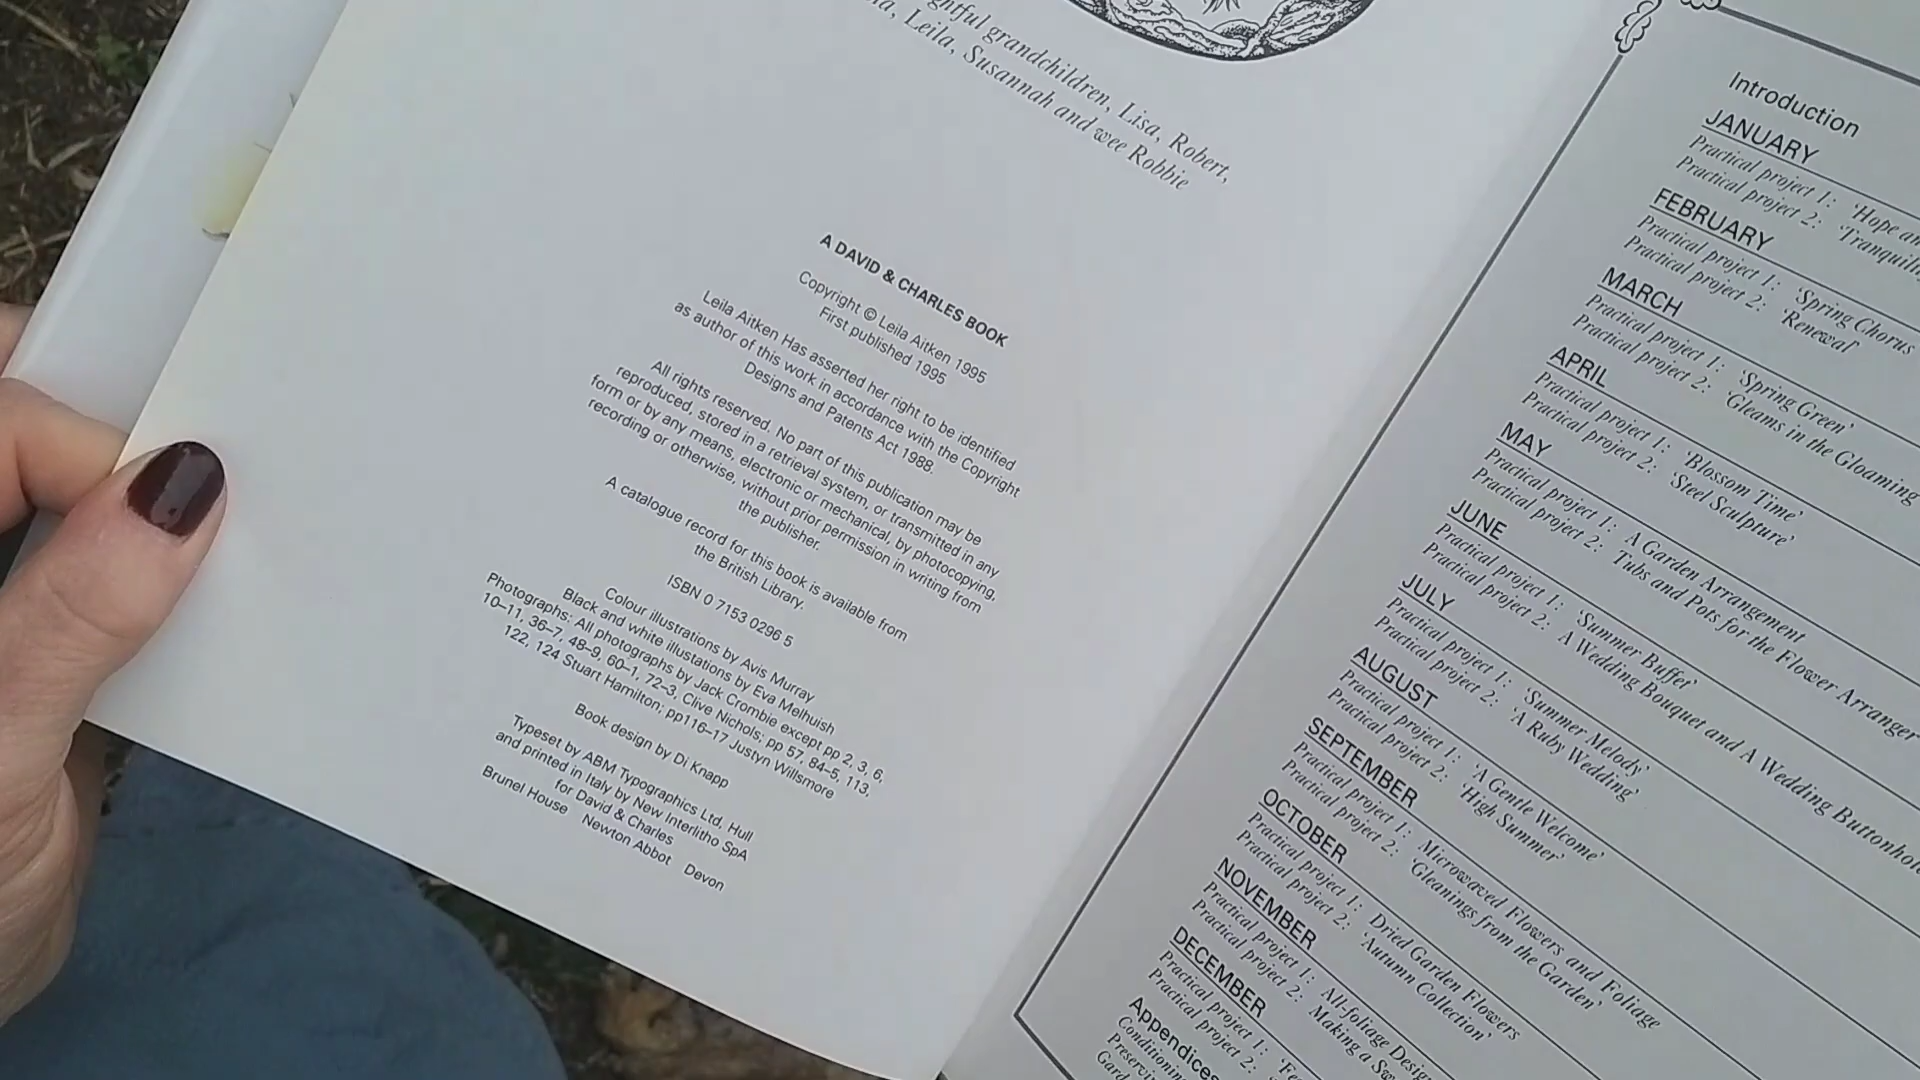 ghtful grandchildren, Lisa, Robert,
Leila, Susannah and wee Robbie
A DAVID & CHARLES BOOK
Copyright © Leila Aitken 1995
First published 1995
Leila Aitken Has asserted her right to be identified
as author of this work in accordance with the Copyright
Designs and Patents Act 1988.
All rights reserved. No part of this publication may be
reproduced, stored in a retrieval system, or transmitted in any
form or by any means, electronic or mechanical, by photocopying,
recording or otherwise, without prior permission in writing from
the publisher.
A catalogue record for this book is available from
the British Library.
ISBN 0 7153 0296 5
Colour illustrations by Avis Murray
Black and white illustations by Eva Melhuish
Photographs: All photographs by Jack Crombie except pp 2, 3, 6,
10–11, 36–7, 48–9, 60–1, 72–3, Clive Nichols; pp 57, 84–5, 113,
122, 124 Stuart Hamilton; pp116–17 Justyn Willsmore
Book design by Di Knapp
Typeset by ABM Typographics Ltd, Hull
and printed in Italy by New Interlitho SpA
for David & Charles
Brunel House Newton Abbot Devon
Introduction
JANUARY
Practical project 1: 'Hope an
Practical project 2: 'Tranquili
FEBRUARY
Practical project 1: 'Spring Chorus
Practical project 2: 'Renewal'
MARCH
Practical project 1: 'Spring Green'
Practical project 2: 'Gleams in the Gloaming
APRIL
Practical project 1: 'Blossom Time'
Practical project 2: 'Steel Sculpture'
MAY
Practical project 1: A Garden Arrangement
Practical project 2: Tubs and Pots for the Flower Arranger
JUNE
Practical project 1: 'Summer Buffet'
Practical project 2: A Wedding Bouquet and A Wedding Buttonhol
JULY
Practical project 1: 'Summer Melody'
Practical project 2: 'A Ruby Wedding'
AUGUST
Practical project 1: 'A Gentle Welcome'
Practical project 2: 'High Summer'
SEPTEMBER
Practical project 1: Microwaved Flowers and Foliage
Practical project 2: 'Gleanings from the Garden'
OCTOBER
Practical project 1: Dried Garden Flowers
Practical project 2: 'Autumn Collection'
NOVEMBER
Practical project 1: All-foliage Desig
Practical project 2: Making a Sw
DECEMBER
Practical project 1: 'Fe
Practical project 2:
Appendices
Conditioning
Preservi
Gard